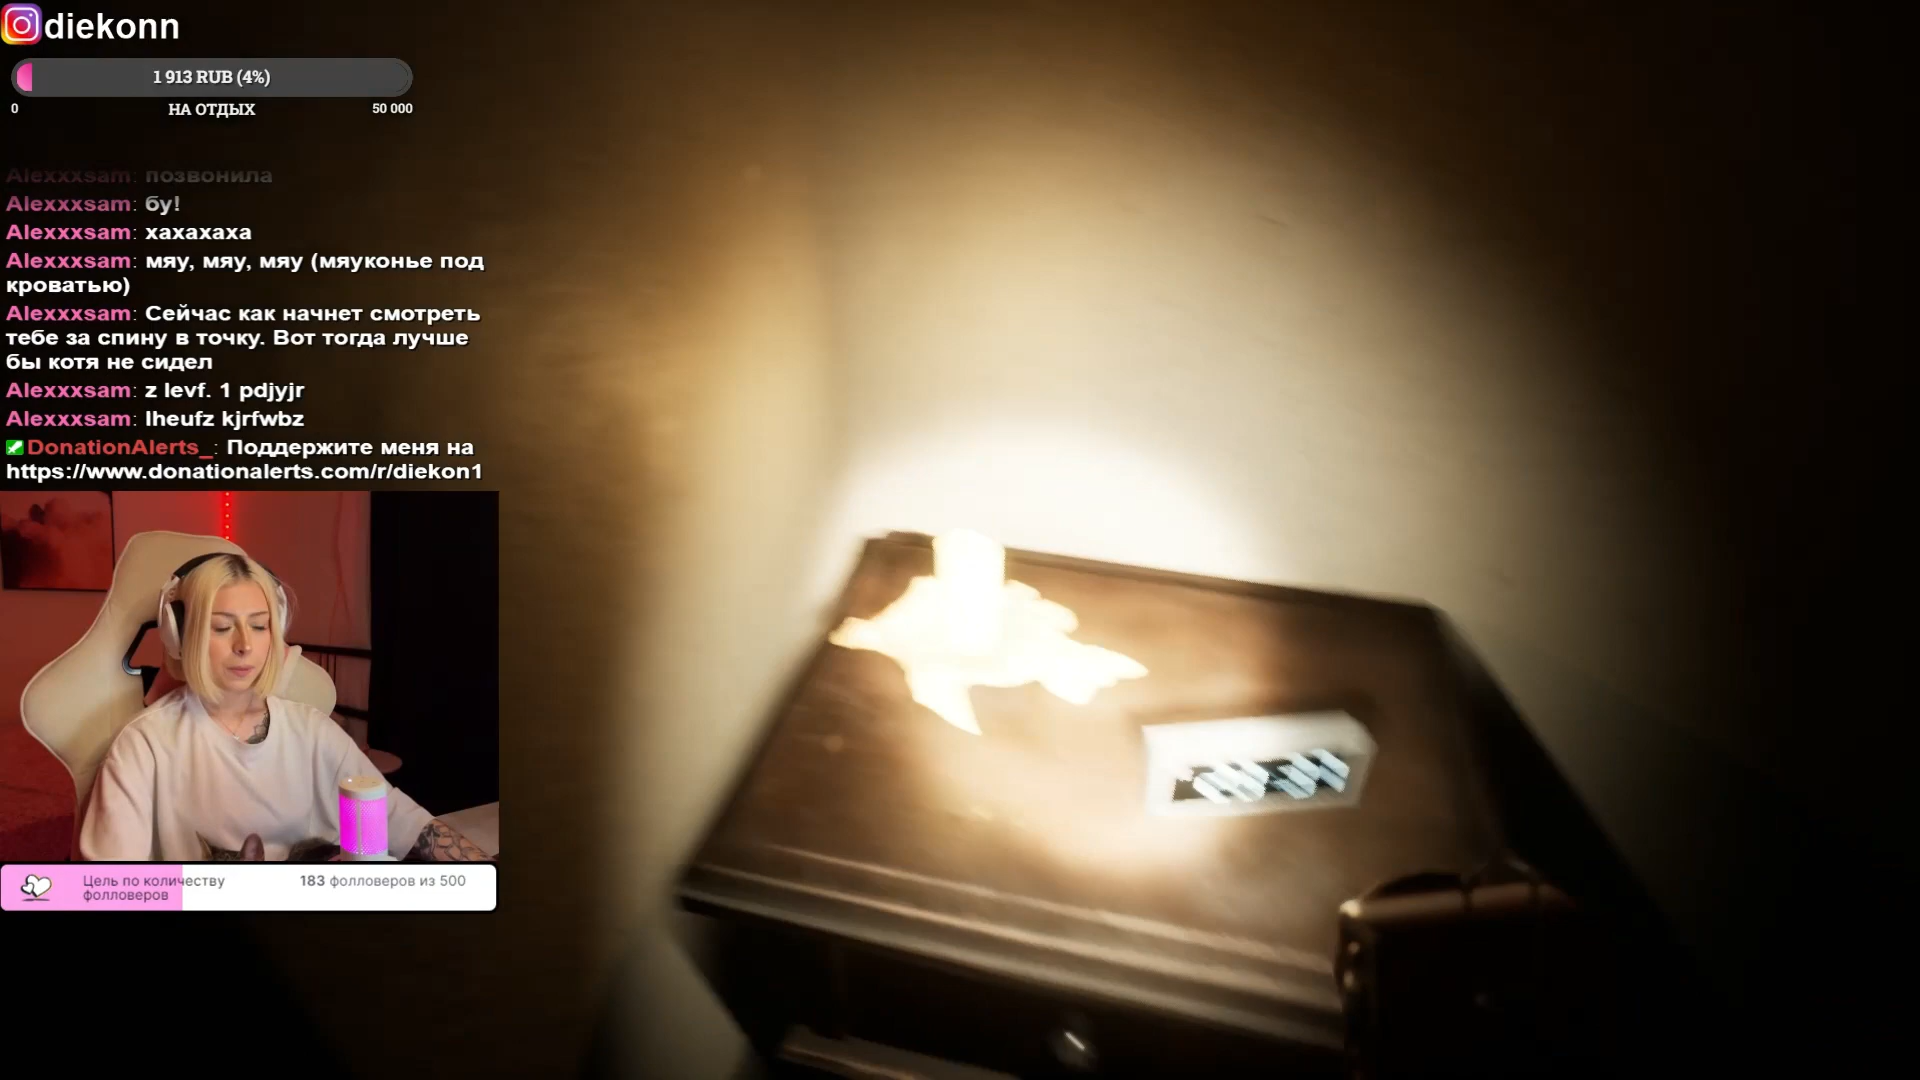 diekonn
1 913 RUB (4%)
0 НА ОТДЫХ 50 000
Alexxxsam: позвонила
Alexxxsam: бу!
Alexxxsam: хахахаха
Alexxxsam: мяу, мяу, мяу (мяуконье под
кроватью)
Alexxxsam: Сейчас как начнет смотреть
тебе за спину в точку. Вот тогда лучше
бы котя не сидел
Alexxxsam: z levf. 1 pdjyjr
Alexxxsam: lheufz kjrfwbz
DonationAlerts_: Поддержите меня на
https://www.donationalerts.com/r/diekon1
Цель по количеству
фолловеров
183 фолловеров из 500